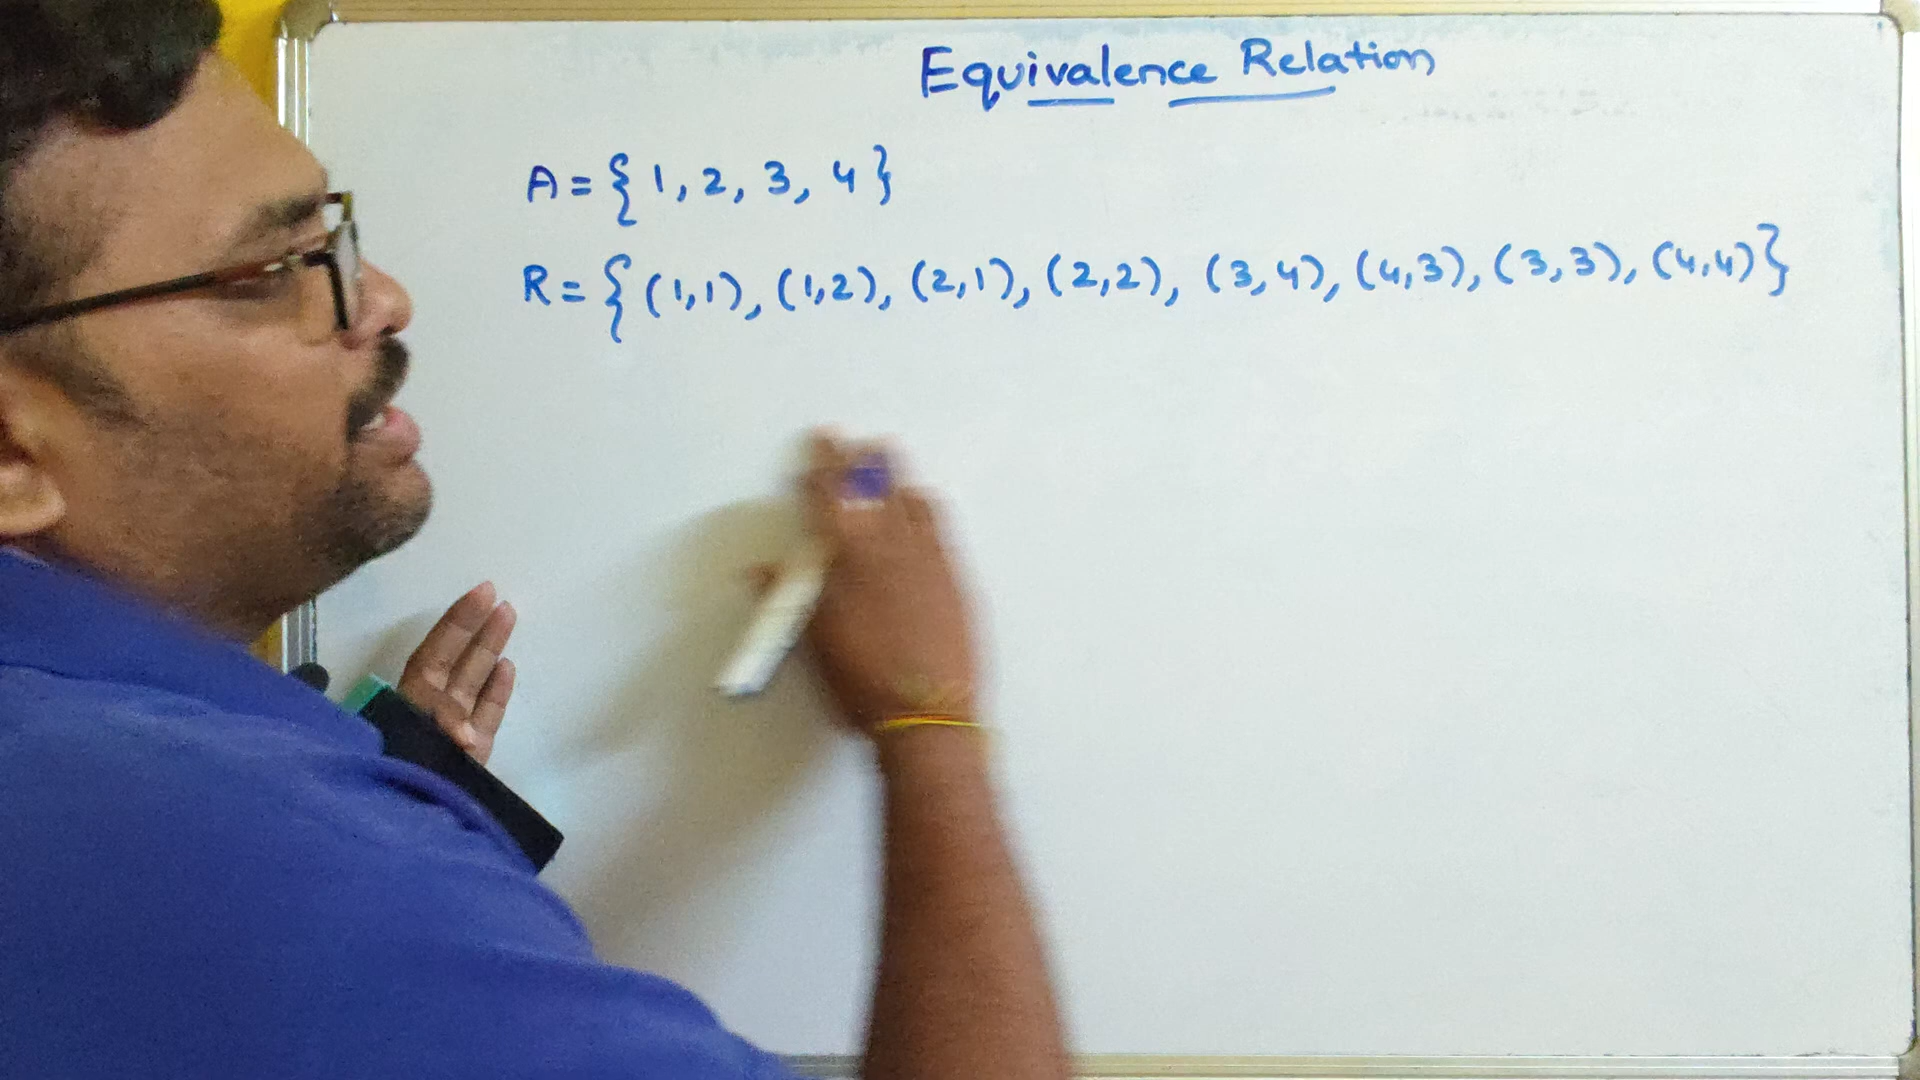 Equivalence Relation
A = { 1, 2, 3, 4 }
R = { (1,1), (1,2), (2,1), (2,2), (3,4), (4,3), (3,3), (4,4) }